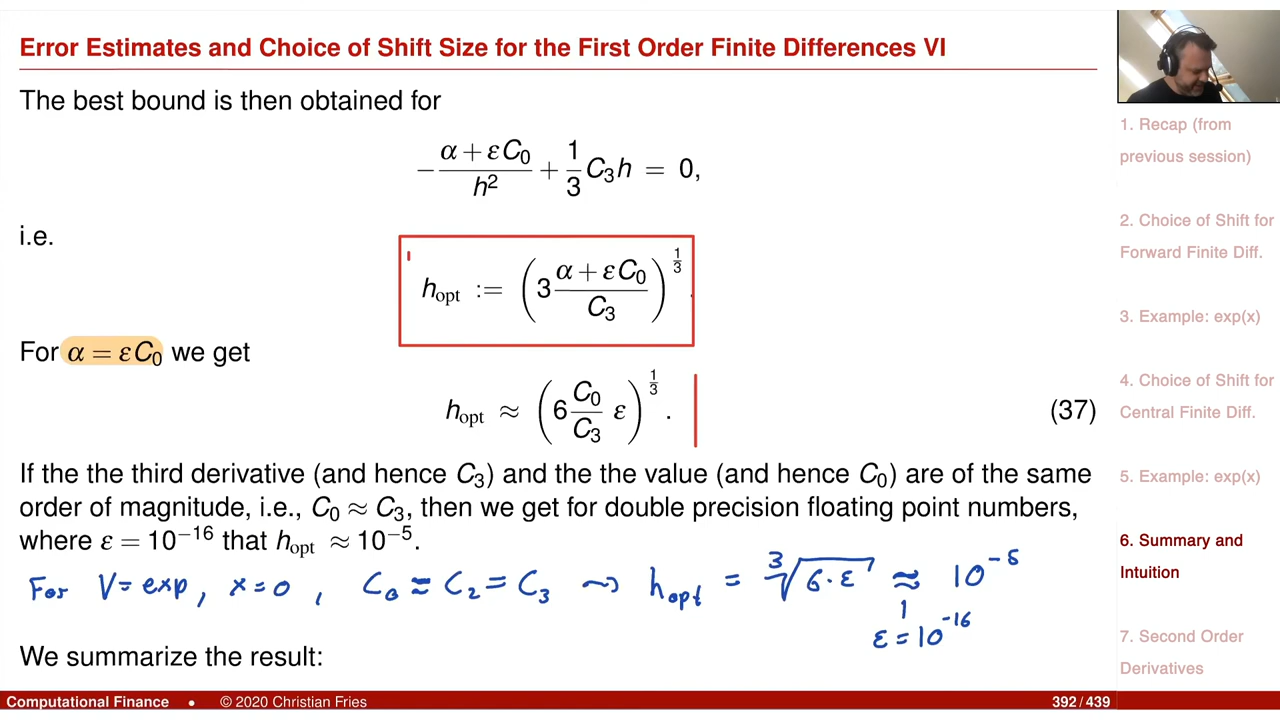 Error Estimates and Choice of Shift Size for the First Order Finite Differences VI
The best bound is then obtained for
− (α + εC₀)/h² + (1/3) C₃h = 0,
i.e.
h_opt := (3 (α + εC₀)/C₃)^(1/3).
For α = εC₀ we get
h_opt ≈ (6 (C₀/C₃) ε)^(1/3). (37)
If the the third derivative (and hence C₃) and the the value (and hence C₀) are of the same
order of magnitude, i.e., C₀ ≈ C₃, then we get for double precision floating point numbers,
where ε = 10⁻¹⁶ that h_opt ≈ 10⁻⁵.
For V = exp, x = 0, C₀ ≈ C₂ = C₃ ⇝ h_opt = ∛(6·ε) ≈ 10⁻⁵
ε = 10⁻¹⁶
We summarize the result:
1. Recap (from
previous session)
2. Choice of Shift for
Forward Finite Diff.
3. Example: exp(x)
4. Choice of Shift for
Central Finite Diff.
5. Example: exp(x)
6. Summary and
Intuition
7. Second Order
Derivatives
Computational Finance • © 2020 Christian Fries 392 / 439